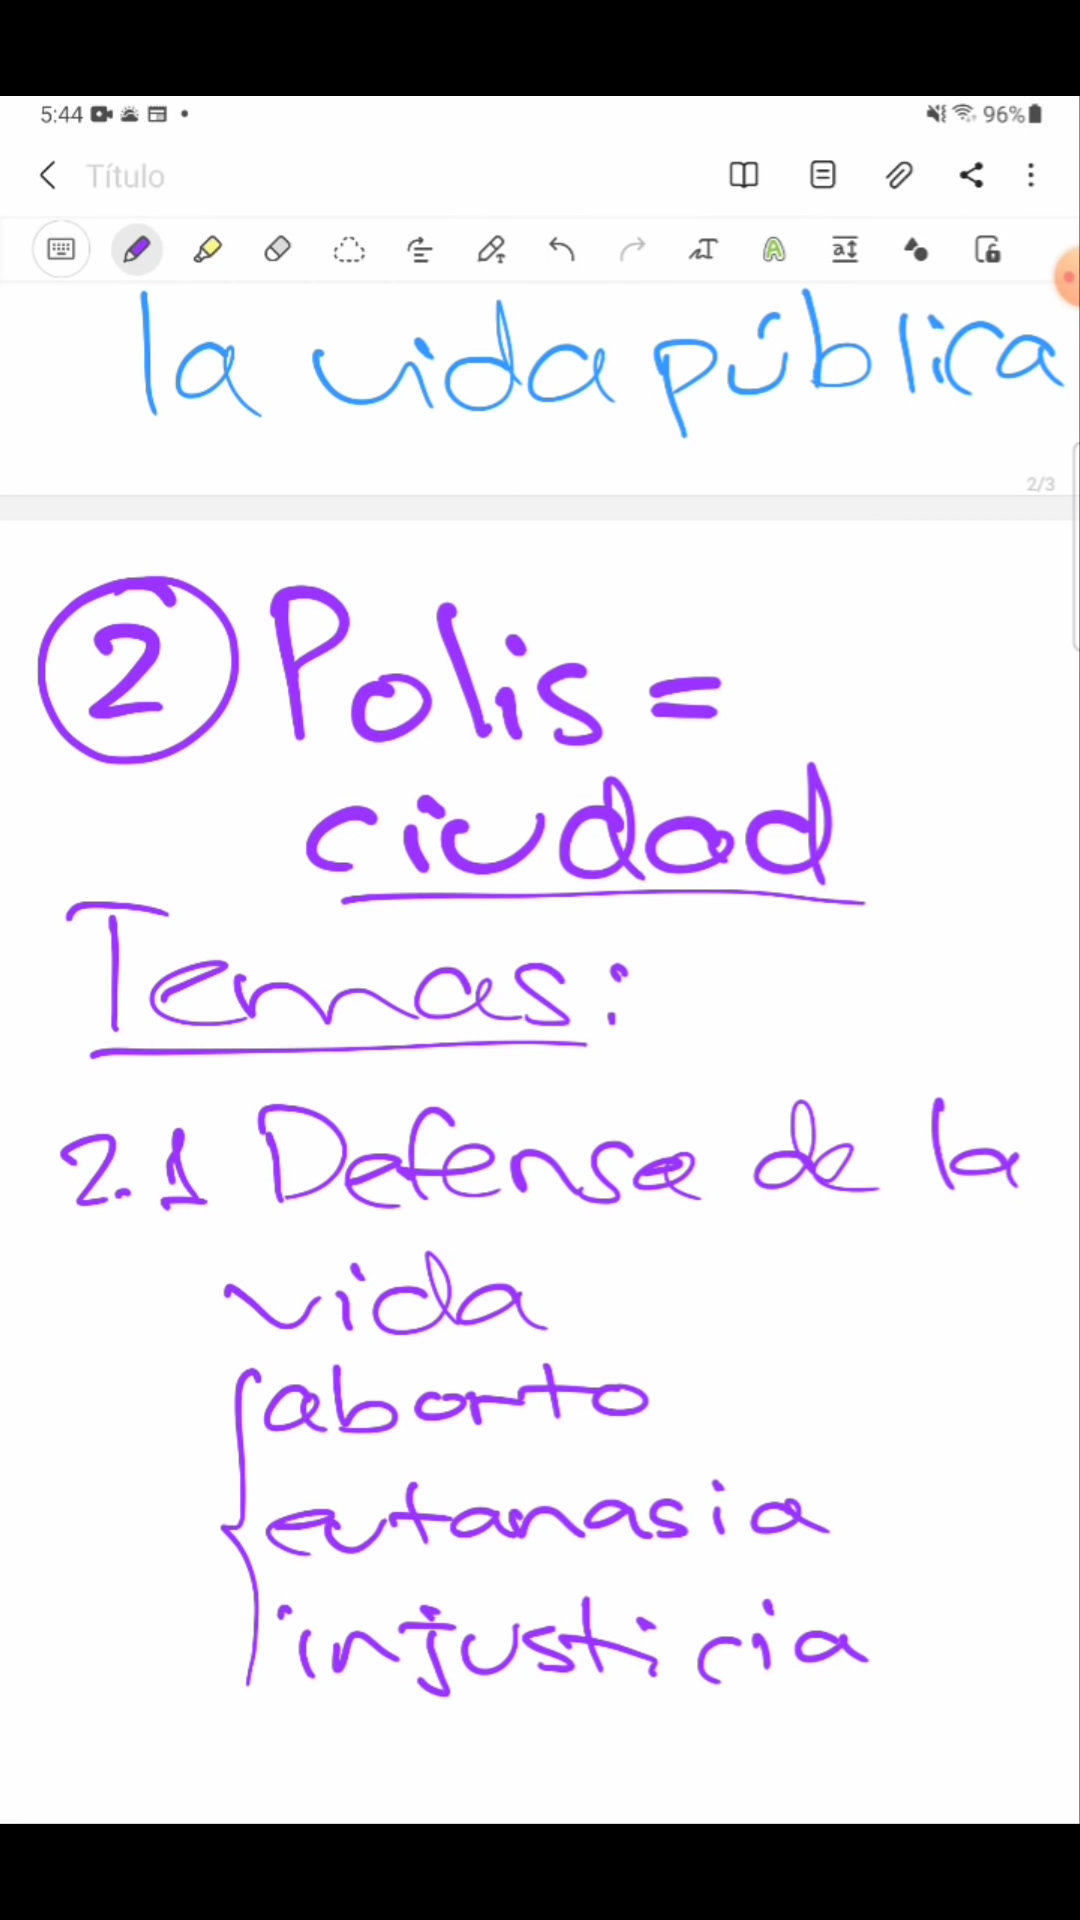 5:44 96%
Título
la vida pública
2/3
2 Polis =
ciudad
Temas:
2.1 Defensa de la
vida
aborto
eutanasia
injusticia